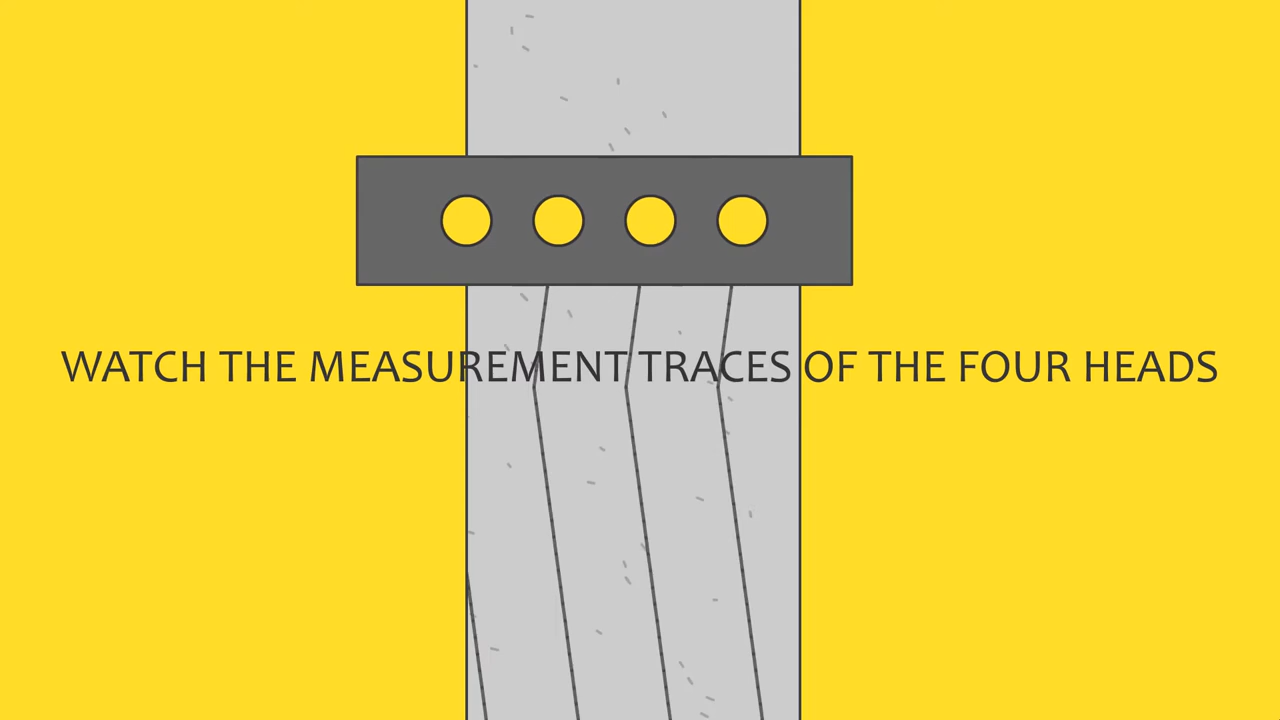 WATCH THE MEASUREMENT TRACES OF THE FOUR HEADS